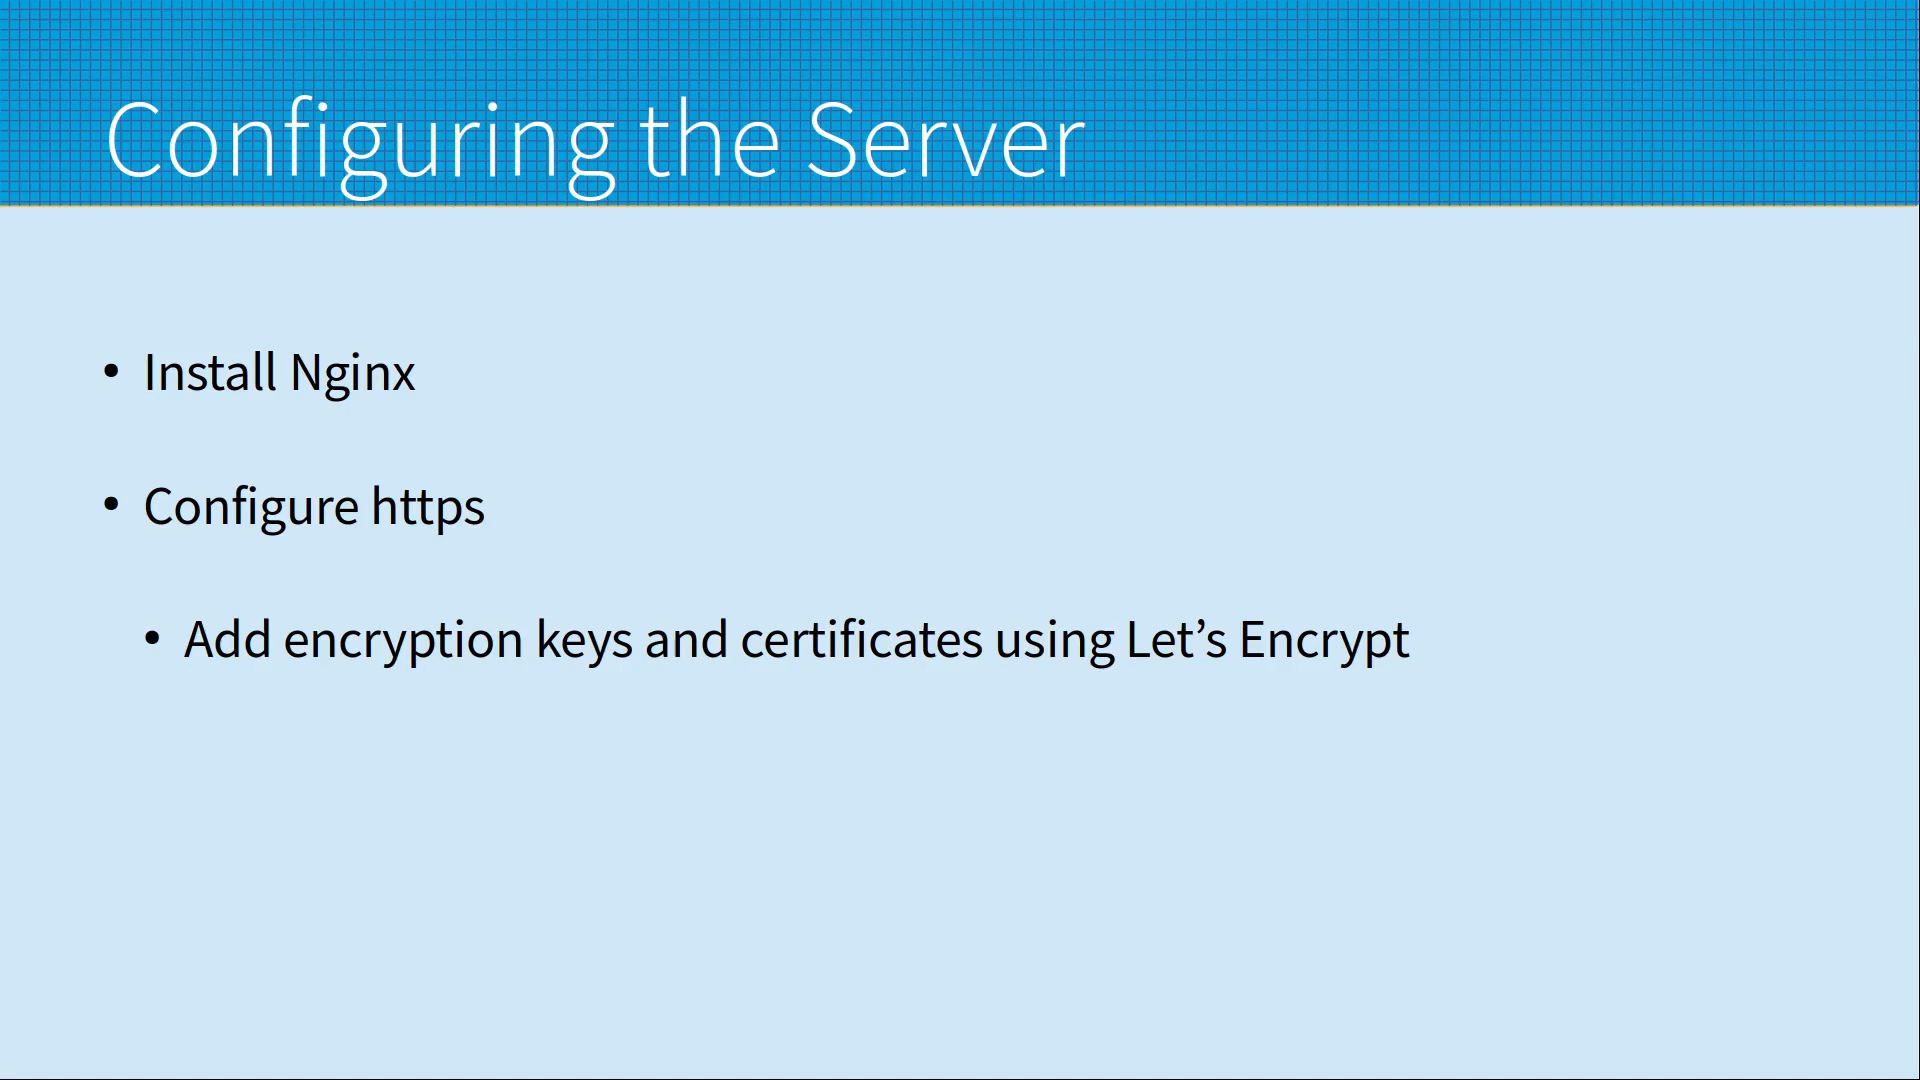 Configuring the Server
• Install Nginx
• Configure https
• Add encryption keys and certificates using Let’s Encrypt